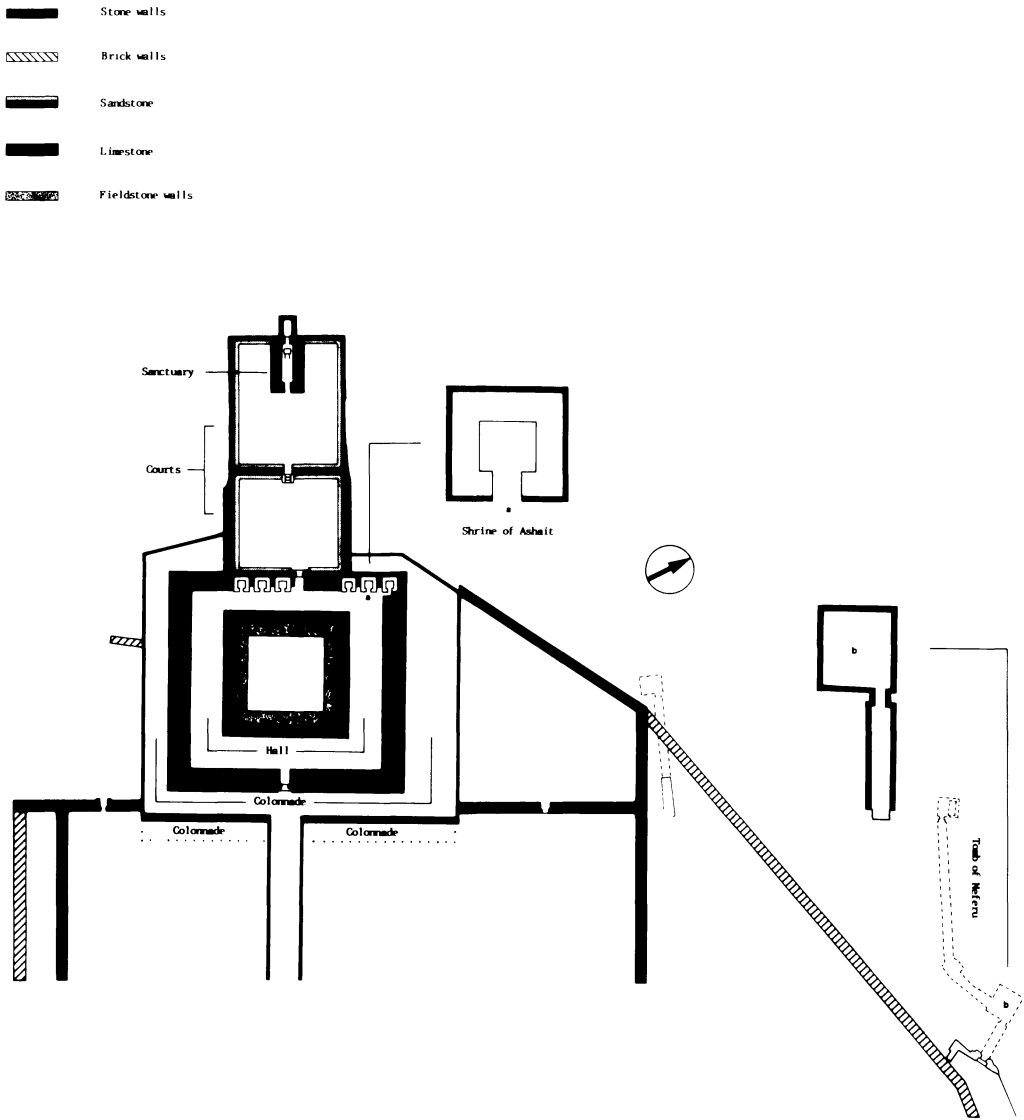 Stone walls
Brick walls
Sandstone
Limestone
Fieldstone walls
Sanctuary
Courts
a
Shrine of Ashait
a
b
Hall
Colonnade
Colonnade
Colonnade
Tomb of Neferu
b